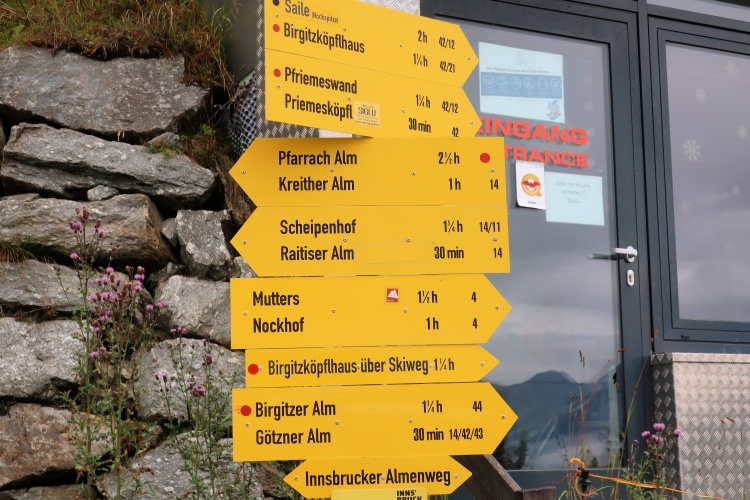 Saile (Nockspitze) 2h 42/12
Birgitzköpflhaus 1¼h 42/21
Pfriemeswand 1¼h 42/12
Priemesköpfl 30 min 42
EINGANG
ENTRANCE
Pfarrach Alm 2½h
Kreither Alm 1h 14
Scheipenhof 1¼h 14/11
Raitiser Alm 30 min 14
Mutters 1½h 4
Nockhof 1h 4
Birgitzköpflhaus über Skiweg 1¼h
Birgitzer Alm 1¼h 44
Götzner Alm 30 min 14/42/43
Innsbrucker Almenweg
INNS'
BRUCK